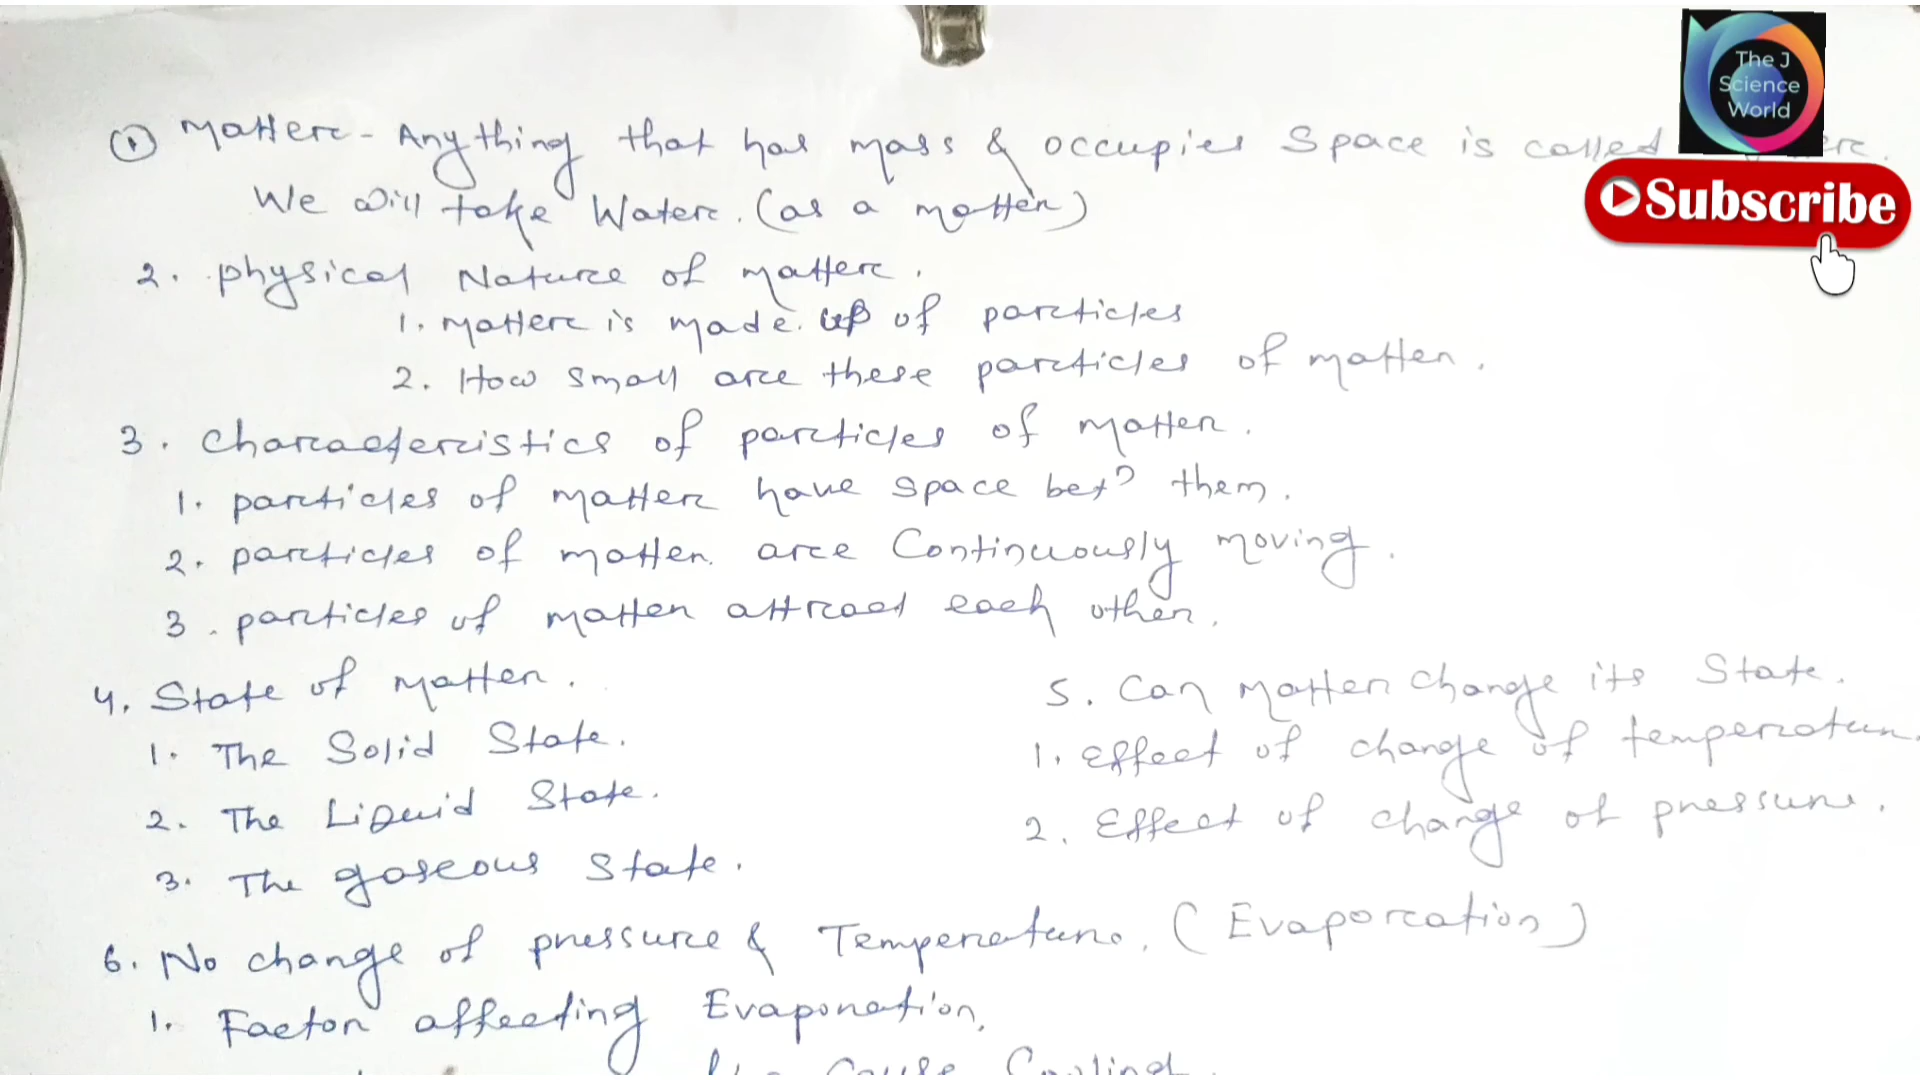 ① Matter - Anything that has mass & occupies Space is called
We will take Water. (as a matter)
2. physical Nature of matter.
1. matter is made up of particles
2. How small are these particles of matter.
3. characteristics of particles of matter.
1. particles of matter have space betn them.
2. particles of matter are Continuously moving.
3. particles of matter attract each other.
4. State of matter.
1. The Solid State.
2. The Liquid State.
3. The gaseous State.
5. Can matter change its State.
1. Effect of change of temperature.
2. Effect of change of pressure.
6. No change of pressure & Temperature. (Evaporation)
1. Factor affecting Evaporation.
Cause Cooling.
The J
Science
World
Subscribe